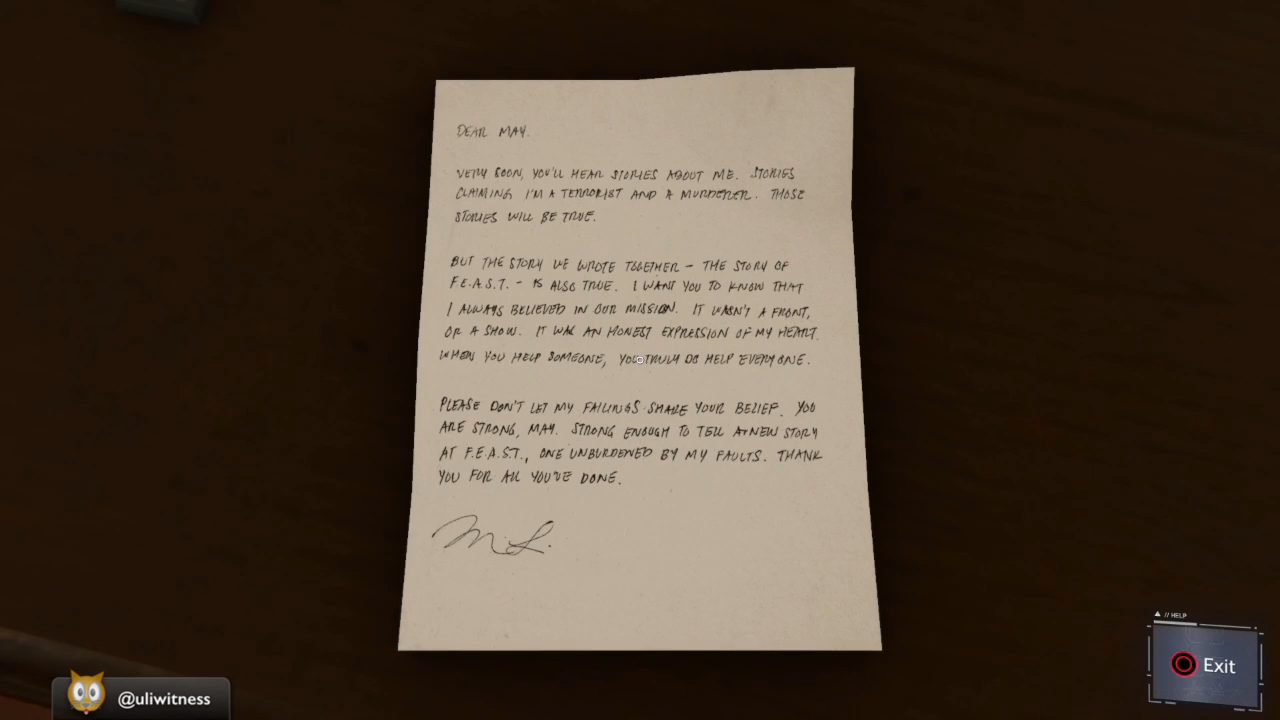 DEAR MAY.
VERY SOON, YOU'LL HEAR STORIES ABOUT ME. STORIES
CLAIMING I'M A TERRORIST AND A MURDERER. THOSE
STORIES WILL BE TRUE.
BUT THE STORY WE WROTE TOGETHER - THE STORY OF
F.E.A.S.T. - IS ALSO TRUE. I WANT YOU TO KNOW THAT
I ALWAYS BELIEVED IN OUR MISSION. IT WASN'T A FRONT,
OR A SHOW. IT WAS AN HONEST EXPRESSION OF MY HEART.
WHEN YOU HELP SOMEONE, YOU TRULY DO HELP EVERYONE.
PLEASE DON'T LET MY FAILINGS SHAKE YOUR BELIEF. YOU
ARE STRONG, MAY. STRONG ENOUGH TO TELL A NEW STORY
AT F.E.A.S.T., ONE UNBURDENED BY MY FAULTS. THANK
YOU FOR ALL YOU'VE DONE.
M.L.
// HELP
Exit
@uliwitness